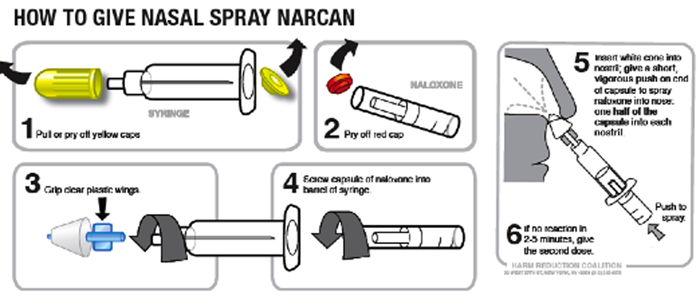 HOW TO GIVE NASAL SPRAY NARCAN
SYRINGE
1 Pull or pry off yellow caps
NALOXONE
2 Pry off red cap
3 Grip clear plastic wings.
4 Screw capsule of naloxone into
barrel of syringe.
5 Insert white cone into
nostril; give a short,
vigorous push on end
of capsule to spray
naloxone into nose:
one half of the
capsule into each
nostril.
Push to
spray.
6 If no reaction in
2-5 minutes, give
the second dose.
HARM REDUCTION COALITION